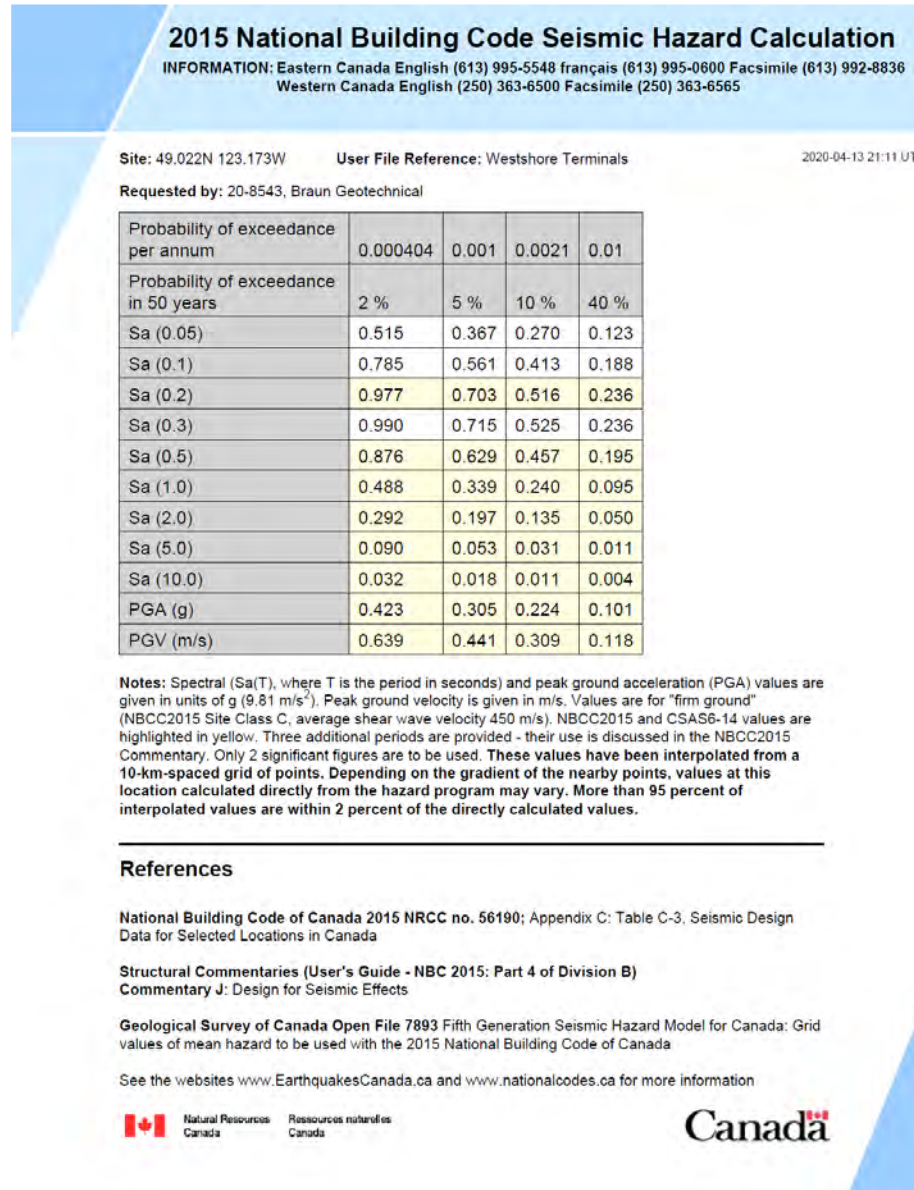 2015 National Building Code Seismic Hazard Calculation
INFORMATION: Eastern Canada English (613) 995-5548 français (613) 995-0600 Facsimile (613) 992-8836
Western Canada English (250) 363-6500 Facsimile (250) 363-6565
Site: 49.022N 123.173W User File Reference: Westshore Terminals 2020-04-13 21:11 UT
Requested by: 20-8543, Braun Geotechnical
Probability of exceedance
per annum 0.000404 0.001 0.0021 0.01
Probability of exceedance
in 50 years 2 % 5 % 10 % 40 %
Sa (0.05) 0.515 0.367 0.270 0.123
Sa (0.1) 0.785 0.561 0.413 0.188
Sa (0.2) 0.977 0.703 0.516 0.236
Sa (0.3) 0.990 0.715 0.525 0.236
Sa (0.5) 0.876 0.629 0.457 0.195
Sa (1.0) 0.488 0.339 0.240 0.095
Sa (2.0) 0.292 0.197 0.135 0.050
Sa (5.0) 0.090 0.053 0.031 0.011
Sa (10.0) 0.032 0.018 0.011 0.004
PGA (g) 0.423 0.305 0.224 0.101
PGV (m/s) 0.639 0.441 0.309 0.118
Notes: Spectral (Sa(T), where T is the period in seconds) and peak ground acceleration (PGA) values are
given in units of g (9.81 m/s²). Peak ground velocity is given in m/s. Values are for "firm ground"
(NBCC2015 Site Class C, average shear wave velocity 450 m/s). NBCC2015 and CSAS6-14 values are
highlighted in yellow. Three additional periods are provided - their use is discussed in the NBCC2015
Commentary. Only 2 significant figures are to be used. These values have been interpolated from a
10-km-spaced grid of points. Depending on the gradient of the nearby points, values at this
location calculated directly from the hazard program may vary. More than 95 percent of
interpolated values are within 2 percent of the directly calculated values.
References
National Building Code of Canada 2015 NRCC no. 56190; Appendix C: Table C-3, Seismic Design
Data for Selected Locations in Canada
Structural Commentaries (User's Guide - NBC 2015: Part 4 of Division B)
Commentary J: Design for Seismic Effects
Geological Survey of Canada Open File 7893 Fifth Generation Seismic Hazard Model for Canada: Grid
values of mean hazard to be used with the 2015 National Building Code of Canada
See the websites www.EarthquakesCanada.ca and www.nationalcodes.ca for more information
Natural Resources Ressources naturelles
Canada Canada
Canada